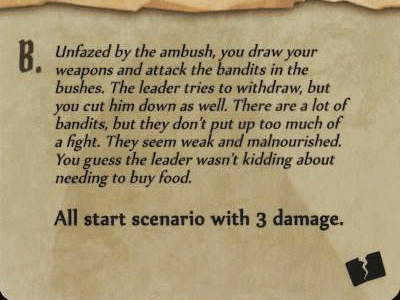 B. Unfazed by the ambush, you draw your
weapons and attack the bandits in the
bushes. The leader tries to withdraw, but
you cut him down as well. There are a lot of
bandits, but they don't put up too much of
a fight. They seem weak and malnourished.
You guess the leader wasn't kidding about
needing to buy food.
All start scenario with 3 damage.